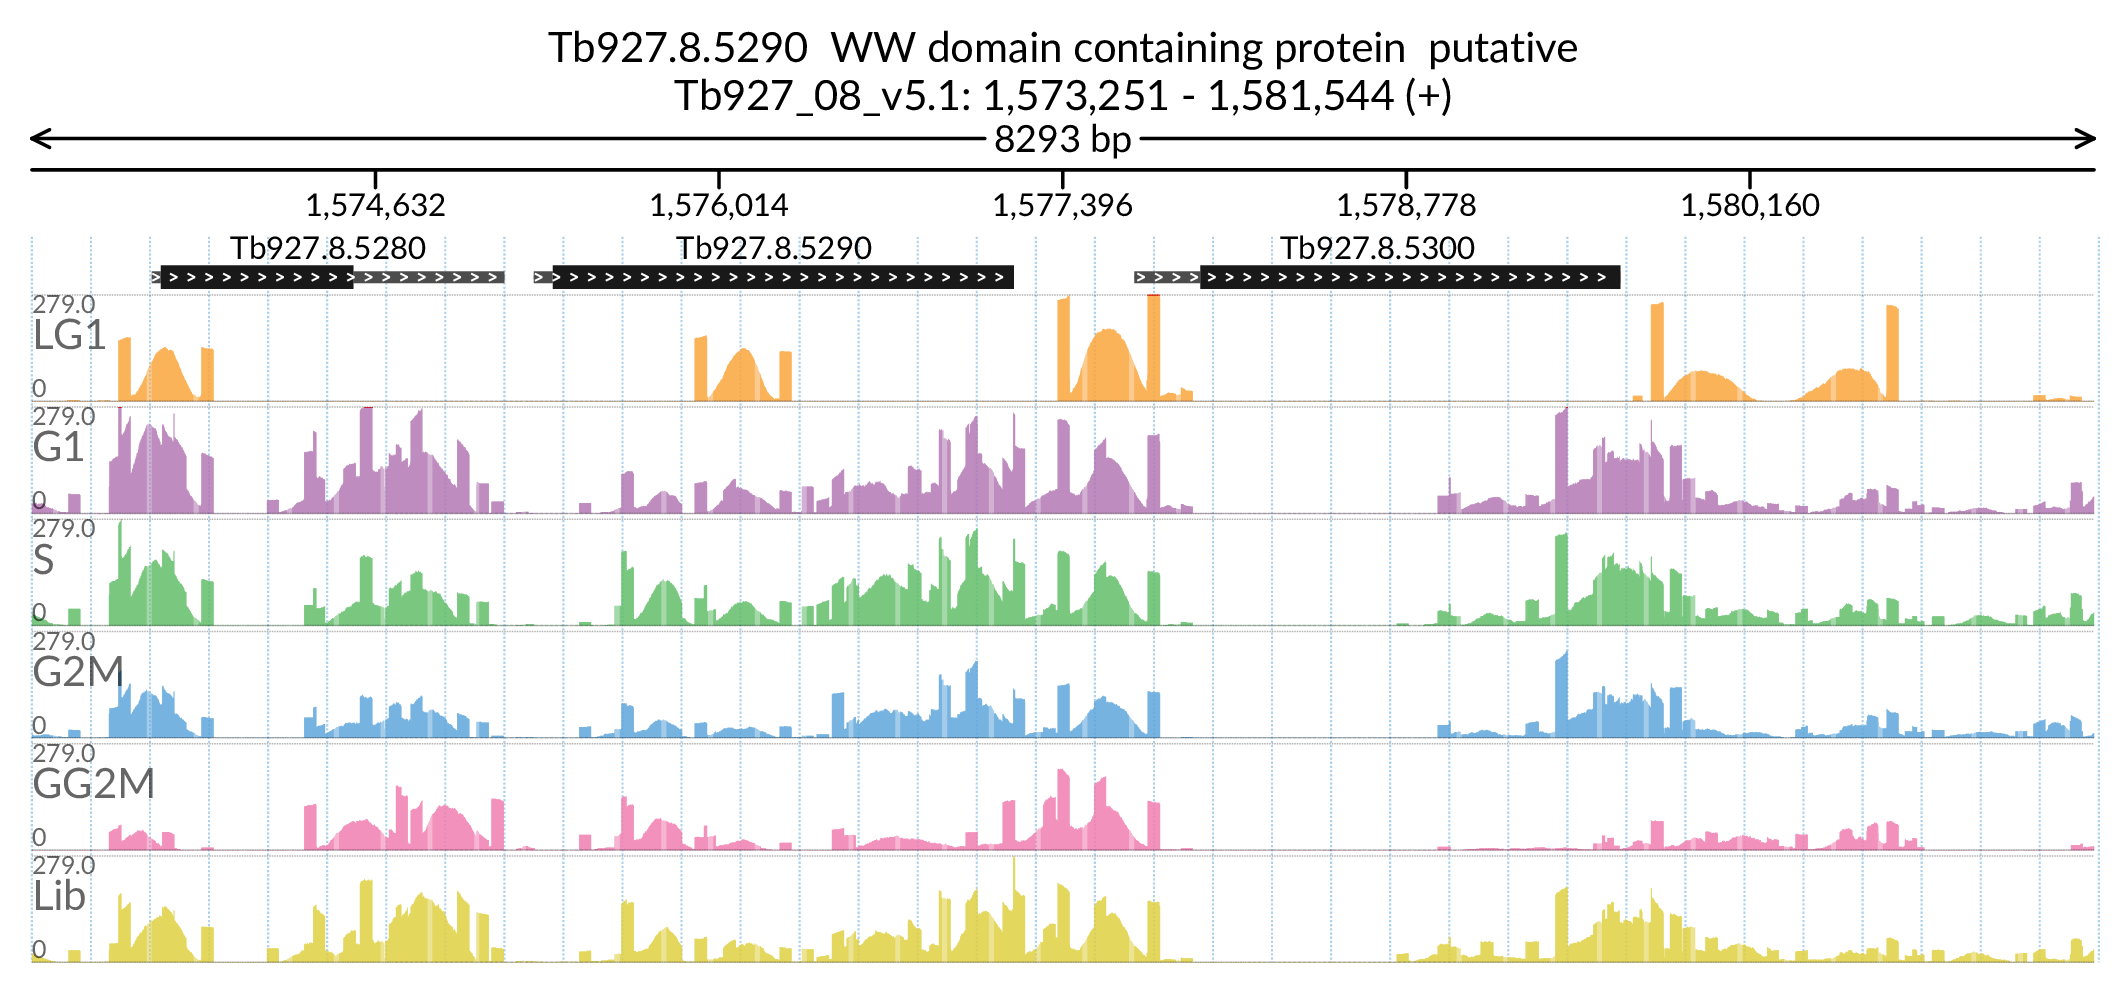 Tb927.8.5290  WW domain containing protein  putative
Tb927_08_v5.1: 1,573,251 - 1,581,544 (+)
8293 bp
1,574,632 1,576,014 1,577,396 1,578,778 1,580,160
Tb927.8.5280 Tb927.8.5290 Tb927.8.5300
279.0
LG1
0
279.0
G1
0
279.0
S
0
279.0
G2M
0
279.0
GG2M
0
279.0
Lib
0